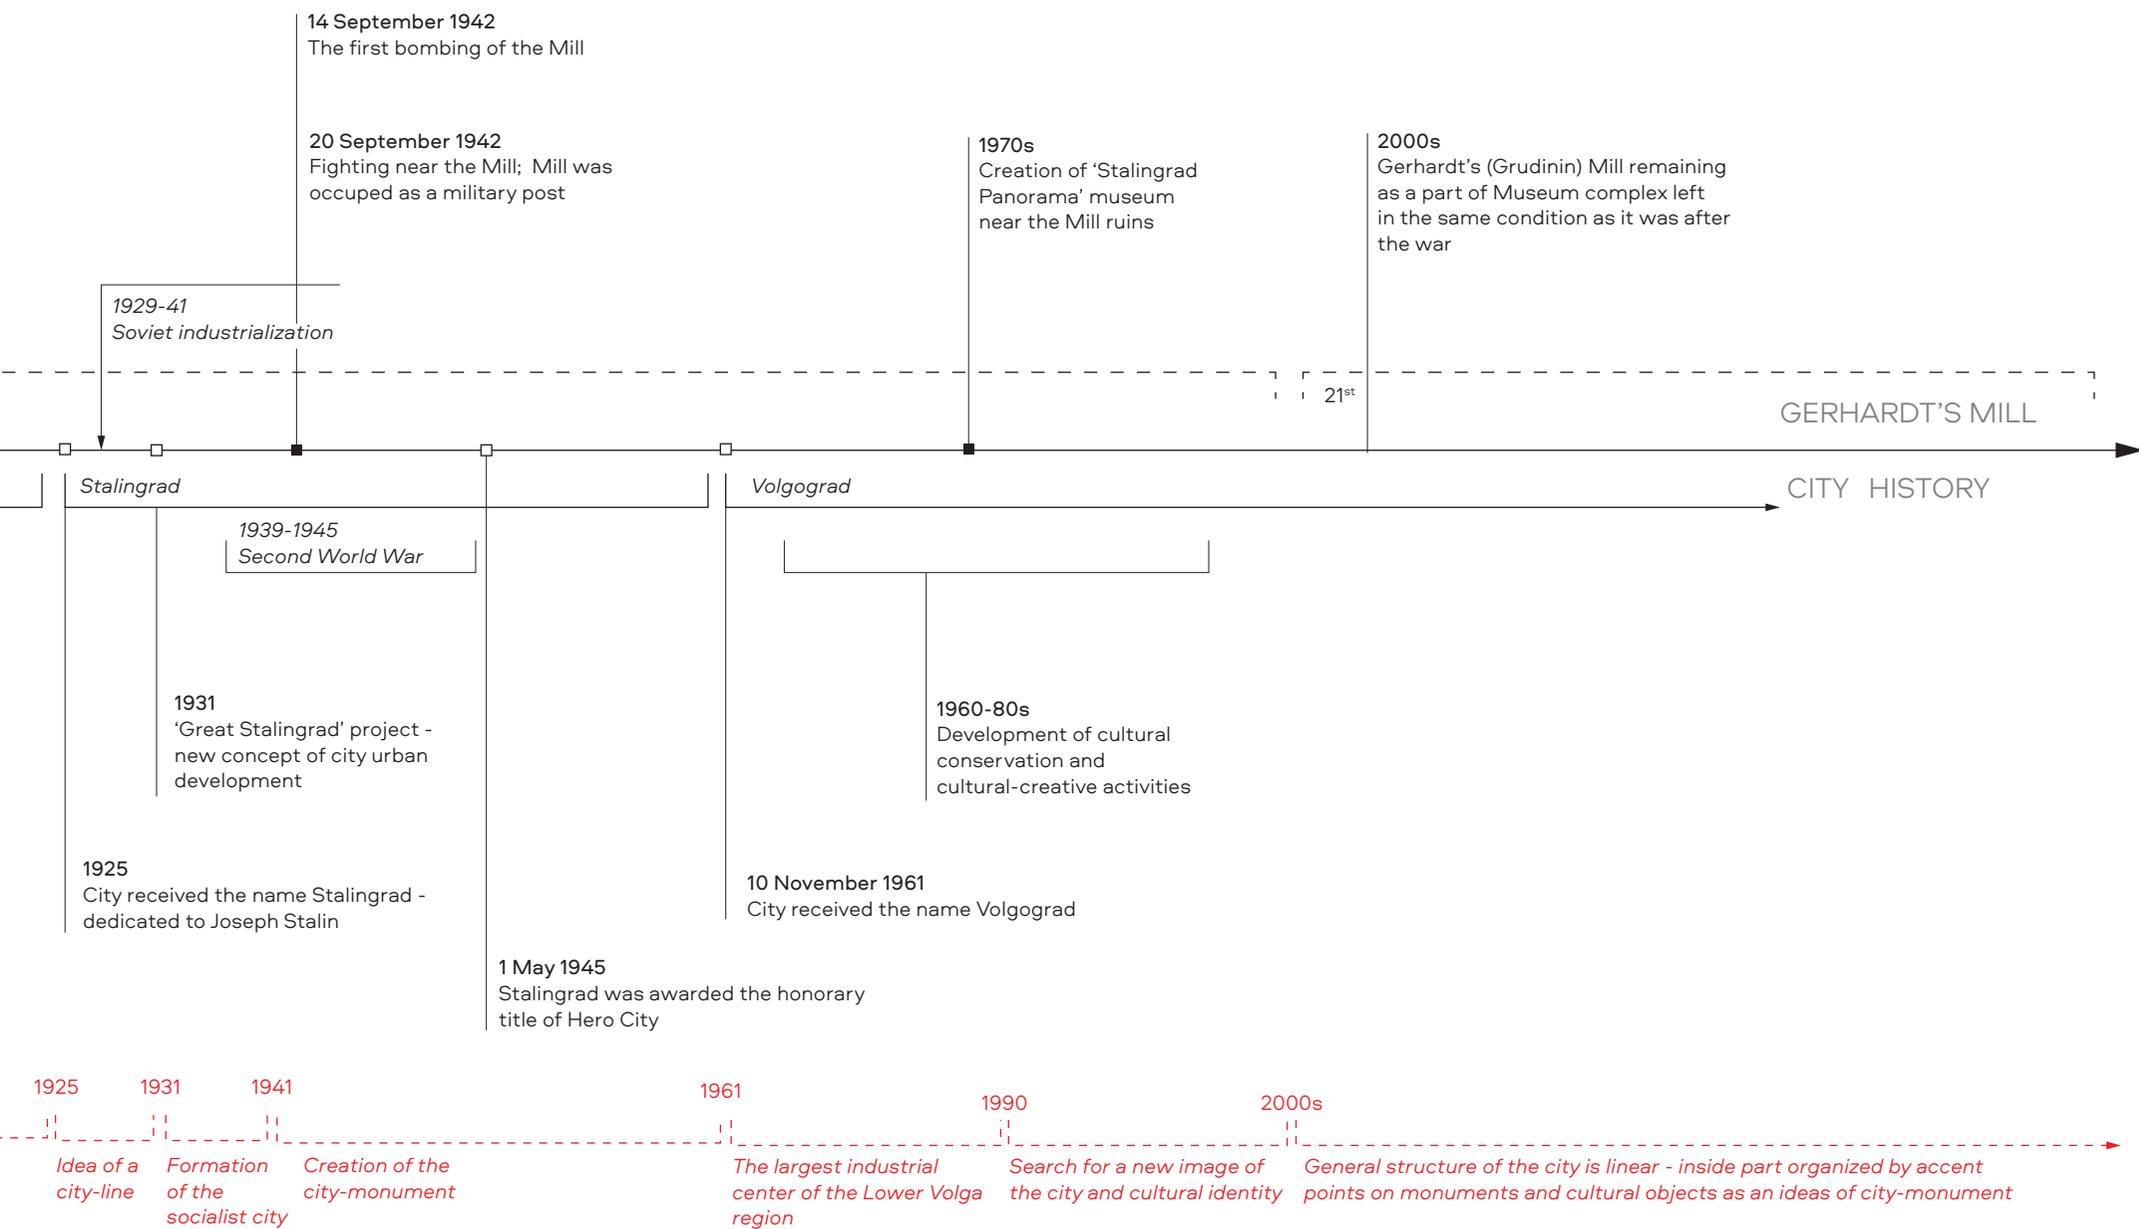 14 September 1942
The first bombing of the Mill
20 September 1942
Fighting near the Mill;  Mill was
occuped as a military post
1970s
Creation of ‘Stalingrad
Panorama’ museum
near the Mill ruins
2000s
Gerhardt’s (Grudinin) Mill remaining
as a part of Museum complex left
in the same condition as it was after
the war
1929-41
Soviet industrialization
21st
GERHARDT’S MILL
Stalingrad
Volgograd
CITY HISTORY
1939-1945
Second World War
1931
‘Great Stalingrad’ project -
new concept of city urban
development
1960-80s
Development of cultural
conservation and
cultural-creative activities
1925
City received the name Stalingrad -
dedicated to Joseph Stalin
10 November 1961
City received the name Volgograd
1 May 1945
Stalingrad was awarded the honorary
title of Hero City
1925
1931
1941
1961
1990
2000s
Idea of a
city-line
Formation
of the
socialist city
Creation of the
city-monument
The largest industrial
center of the Lower Volga
region
Search for a new image of
the city and cultural identity
General structure of the city is linear - inside part organized by accent
points on monuments and cultural objects as an ideas of city-monument